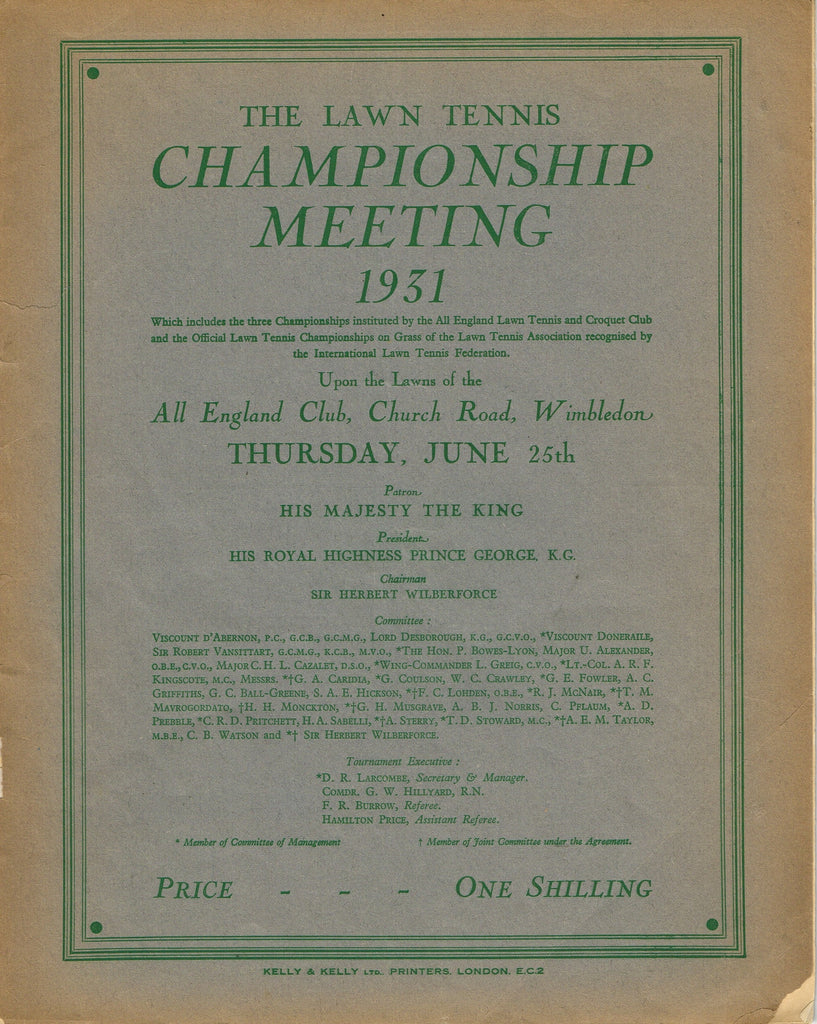 THE LAWN TENNIS
CHAMPIONSHIP
MEETING
1931
Which includes the three Championships instituted by the All England Lawn Tennis and Croquet Club
and the Official Lawn Tennis Championships on Grass of the Lawn Tennis Association recognised by
the International Lawn Tennis Federation.
Upon the Lawns of the
All England Club, Church Road, Wimbledon
THURSDAY, JUNE 25th
Patron
HIS MAJESTY THE KING
President
HIS ROYAL HIGHNESS PRINCE GEORGE, K.G.
Chairman
SIR HERBERT WILBERFORCE
Committee :
VISCOUNT D'ABERNON, P.C., G.C.B., G.C.M.G., LORD DESBOROUGH, K.G., G.C.V.O., *VISCOUNT DONERAILE,
SIR ROBERT VANSITTART, G.C.M.G., K.C.B., M.V.O., *THE HON. P. BOWES-LYON, MAJOR U. ALEXANDER,
O.B.E., C.V.O., MAJOR C. H. L. CAZALET, D.S.O., *WING-COMMANDER L. GREIG, C.V.O., *LT.-COL. A. R. F.
KINGSCOTE, M.C., MESSRS. *†G. A. CARIDIA, *G. COULSON, W. C. CRAWLEY, *G. E. FOWLER, A. C.
GRIFFITHS, G. C. BALL-GREENE, S. A. E. HICKSON, *†F. C. LOHDEN, O.B.E., *R. J. MCNAIR, *†T. M.
MAVROGORDATO, †H. H. MONCKTON, *†G. H. MUSGRAVE, A. B. J. NORRIS, C. PFLAUM, *A. D.
PREBBLE, *C. R. D. PRITCHETT, H. A. SABELLI, *†A. STERRY, *T. D. STOWARD, M.C., *†A. E. M. TAYLOR,
M.B.E., C. B. WATSON and *† SIR HERBERT WILBERFORCE.
Tournament Executive :
*D. R. LARCOMBE, Secretary & Manager.
COMDR. G. W. HILLYARD, R.N.
F. R. BURROW, Referee.
HAMILTON PRICE, Assistant Referee.
* Member of Committee of Management † Member of Joint Committee under the Agreement.
PRICE - - - ONE SHILLING
KELLY & KELLY LTD., PRINTERS, LONDON, E.C.2